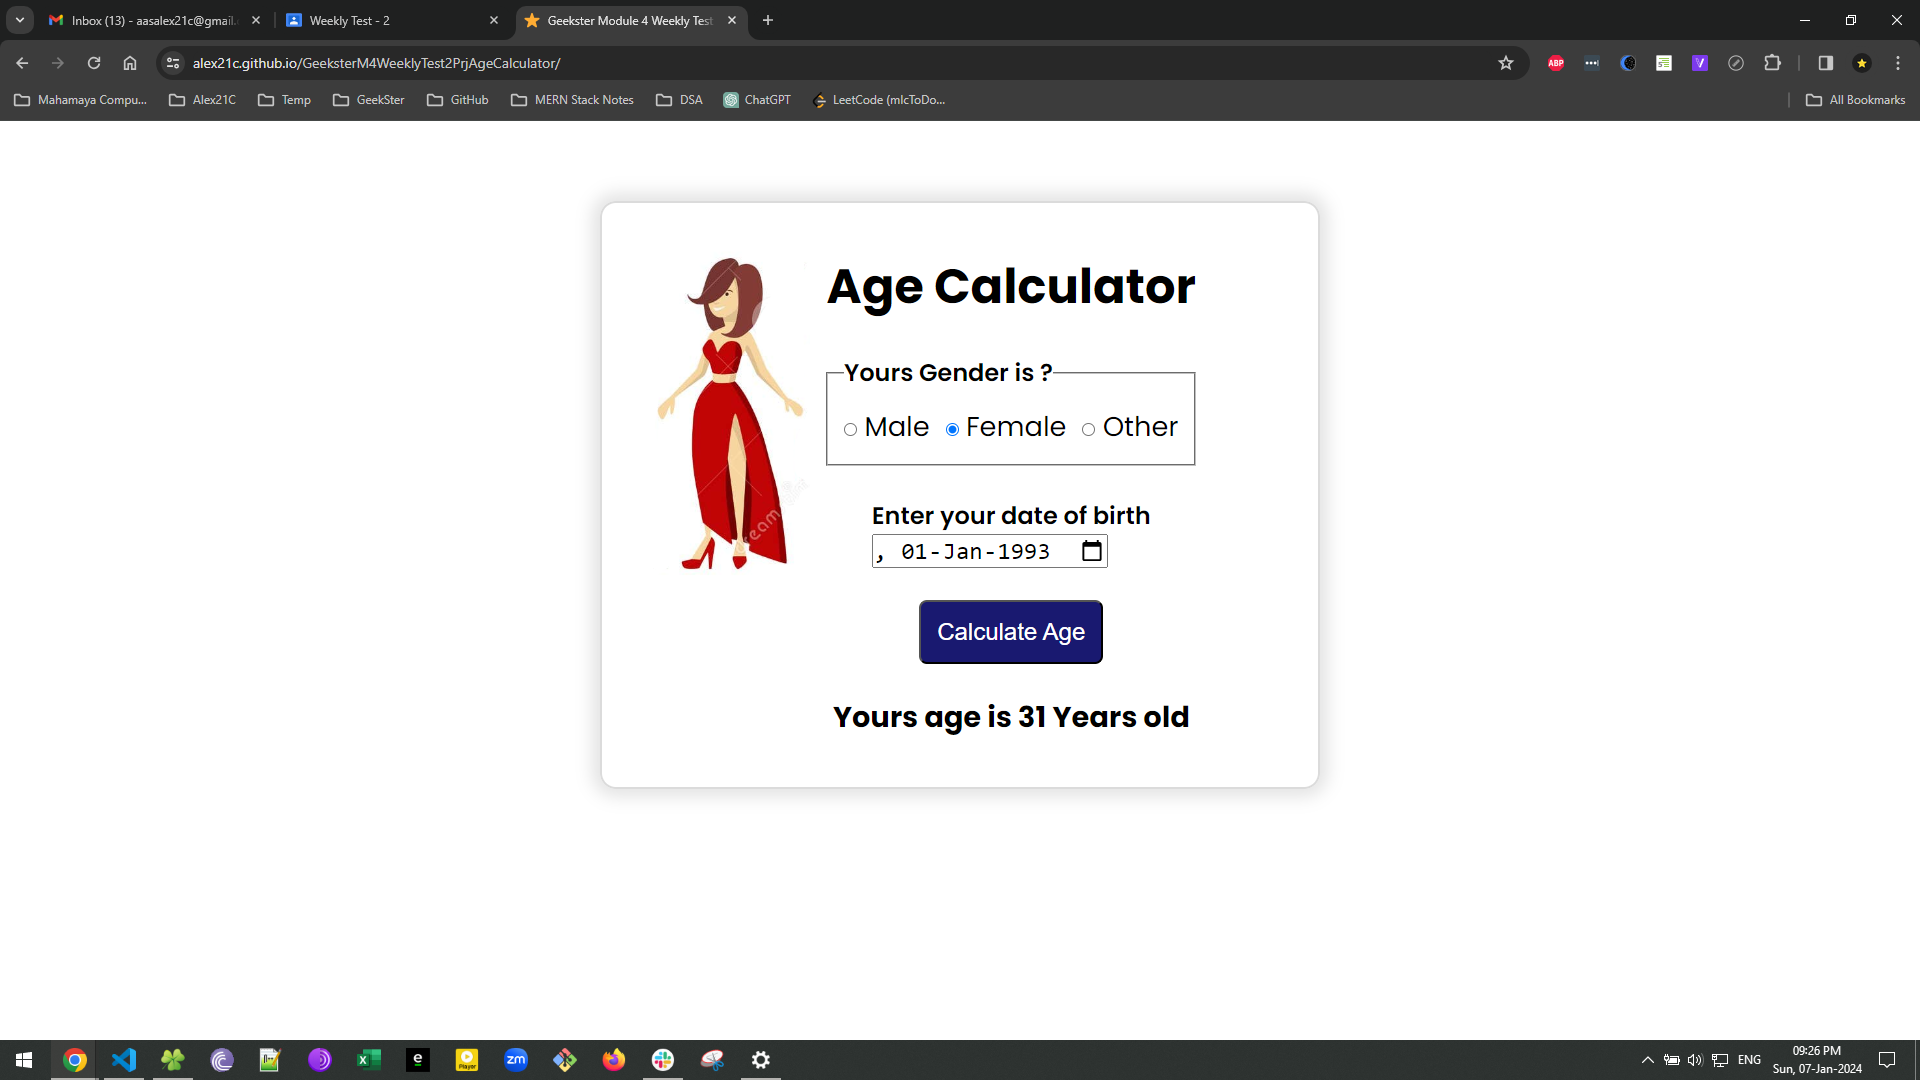 Inbox (13) - aasalex21c@gmail.
Weekly Test - 2
Geekster Module 4 Weekly Test
alex21c.github.io/GeeksterM4WeeklyTest2PrjAgeCalculator/
ABP
Mahamaya Compu...
Alex21C
Temp
GeekSter
GitHub
MERN Stack Notes
DSA
ChatGPT
LeetCode (mIcToDo...
All Bookmarks
Age Calculator
Yours Gender is ?
Male Female Other
Enter your date of birth
, 01-Jan-1993
Calculate Age
Yours age is 31 Years old
zm
ENG
09:26 PM
Sun, 07-Jan-2024